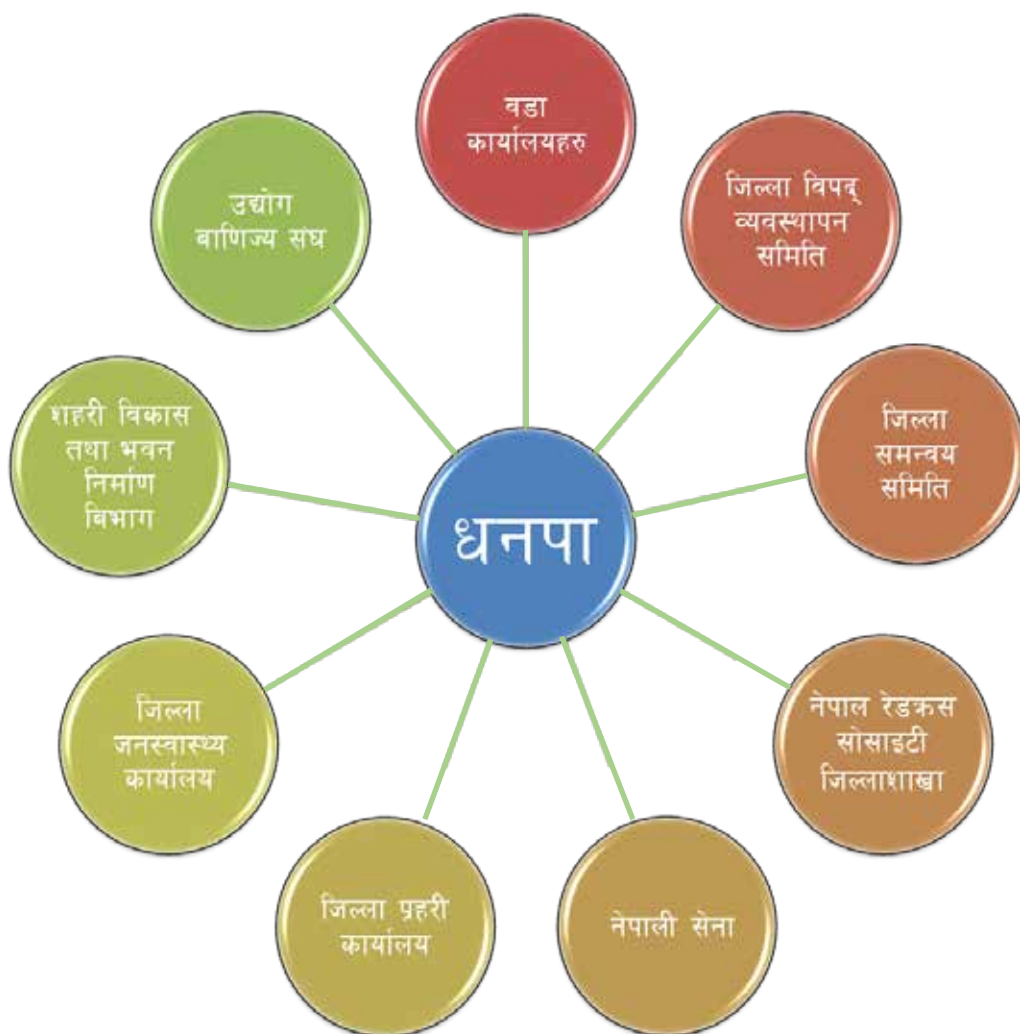 वडा
कार्यालयहरु
जिल्ला विपद्
व्यवस्थापन
समिति
जिल्ला
समन्वय
समिति
नेपाल रेडक्रस
सोसाइटी
जिल्लाशाखा
नेपाली सेना
जिल्ला प्रहरी
कार्यालय
जिल्ला
जनस्वास्थ्य
कार्यालय
शहरी विकास
तथा भवन
निर्माण
बिभाग
उद्योग
बाणिज्य संघ
धनपा